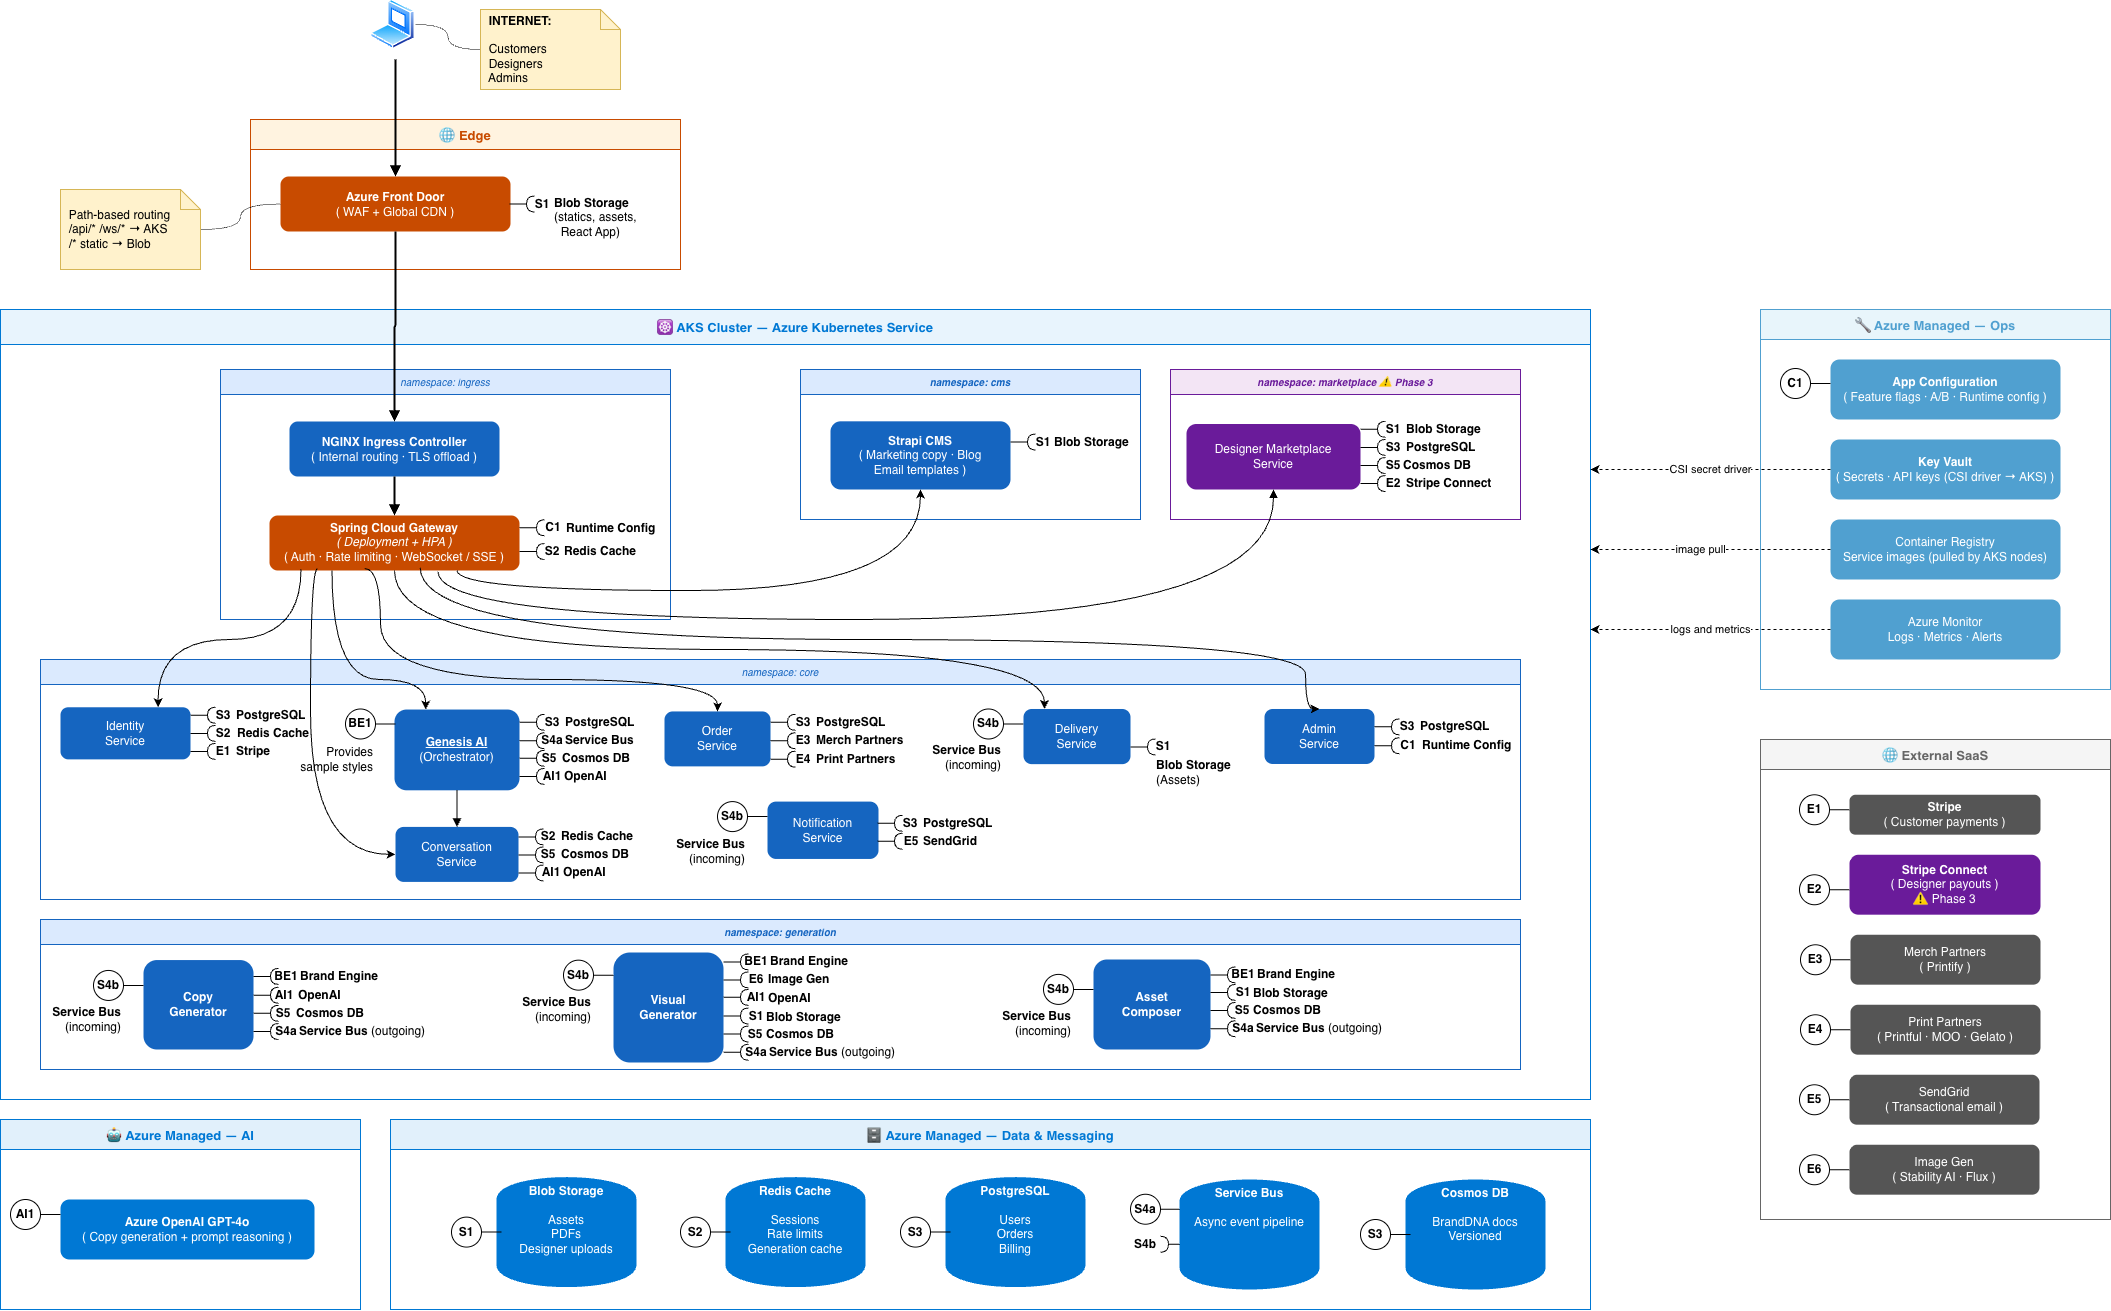 INTERNET:
Customers
Designers
Admins
Edge
Azure Front Door
( WAF + Global CDN )
S1 Blob Storage
(statics, assets,
React App)
Path-based routing
/api/* /ws/* → AKS
/* static → Blob
AKS Cluster — Azure Kubernetes Service
namespace: ingress
NGINX Ingress Controller
( Internal routing · TLS offload )
Spring Cloud Gateway
( Deployment + HPA )
( Auth · Rate limiting · WebSocket / SSE )
C1 Runtime Config
S2 Redis Cache
namespace: cms
Strapi CMS
( Marketing copy · Blog
Email templates )
S1 Blob Storage
namespace: marketplace ⚠️ Phase 3
Designer Marketplace
Service
S1 Blob Storage
S3 PostgreSQL
S5 Cosmos DB
E2 Stripe Connect
CSI secret driver
image pull
logs and metrics
Azure Managed — Ops
C1
App Configuration
( Feature flags · A/B · Runtime config )
Key Vault
( Secrets · API keys (CSI driver → AKS) )
Container Registry
Service images (pulled by AKS nodes)
Azure Monitor
Logs · Metrics · Alerts
namespace: core
Identity
Service
S3 PostgreSQL
S2 Redis Cache
E1 Stripe
BE1
Provides
sample styles
Genesis AI
(Orchestrator)
S3 PostgreSQL
S4a Service Bus
S5 Cosmos DB
AI1 OpenAI
Order
Service
S3 PostgreSQL
E3 Merch Partners
E4 Print Partners
S4b
Service Bus
(incoming)
Delivery
Service
S1
Blob Storage
(Assets)
Admin
Service
S3 PostgreSQL
C1 Runtime Config
Conversation
Service
S2 Redis Cache
S5 Cosmos DB
AI1 OpenAI
S4b
Service Bus
(incoming)
Notification
Service
S3 PostgreSQL
E5 SendGrid
namespace: generation
S4b
Service Bus
(incoming)
Copy
Generator
BE1 Brand Engine
AI1 OpenAI
S5 Cosmos DB
S4a Service Bus (outgoing)
S4b
Service Bus
(incoming)
Visual
Generator
BE1 Brand Engine
E6 Image Gen
AI1 OpenAI
S1 Blob Storage
S5 Cosmos DB
S4a Service Bus (outgoing)
S4b
Service Bus
(incoming)
Asset
Composer
BE1 Brand Engine
S1 Blob Storage
S5 Cosmos DB
S4a Service Bus (outgoing)
External SaaS
E1
Stripe
( Customer payments )
E2
Stripe Connect
( Designer payouts )
⚠️ Phase 3
E3
Merch Partners
( Printify )
E4
Print Partners
( Printful · MOO · Gelato )
E5
SendGrid
( Transactional email )
E6
Image Gen
( Stability AI · Flux )
Azure Managed — AI
AI1
Azure OpenAI GPT-4o
( Copy generation + prompt reasoning )
Azure Managed — Data & Messaging
S1
Blob Storage
Assets
PDFs
Designer uploads
S2
Redis Cache
Sessions
Rate limits
Generation cache
S3
PostgreSQL
Users
Orders
Billing
S4a
S4b
Service Bus
Async event pipeline
S3
Cosmos DB
BrandDNA docs
Versioned